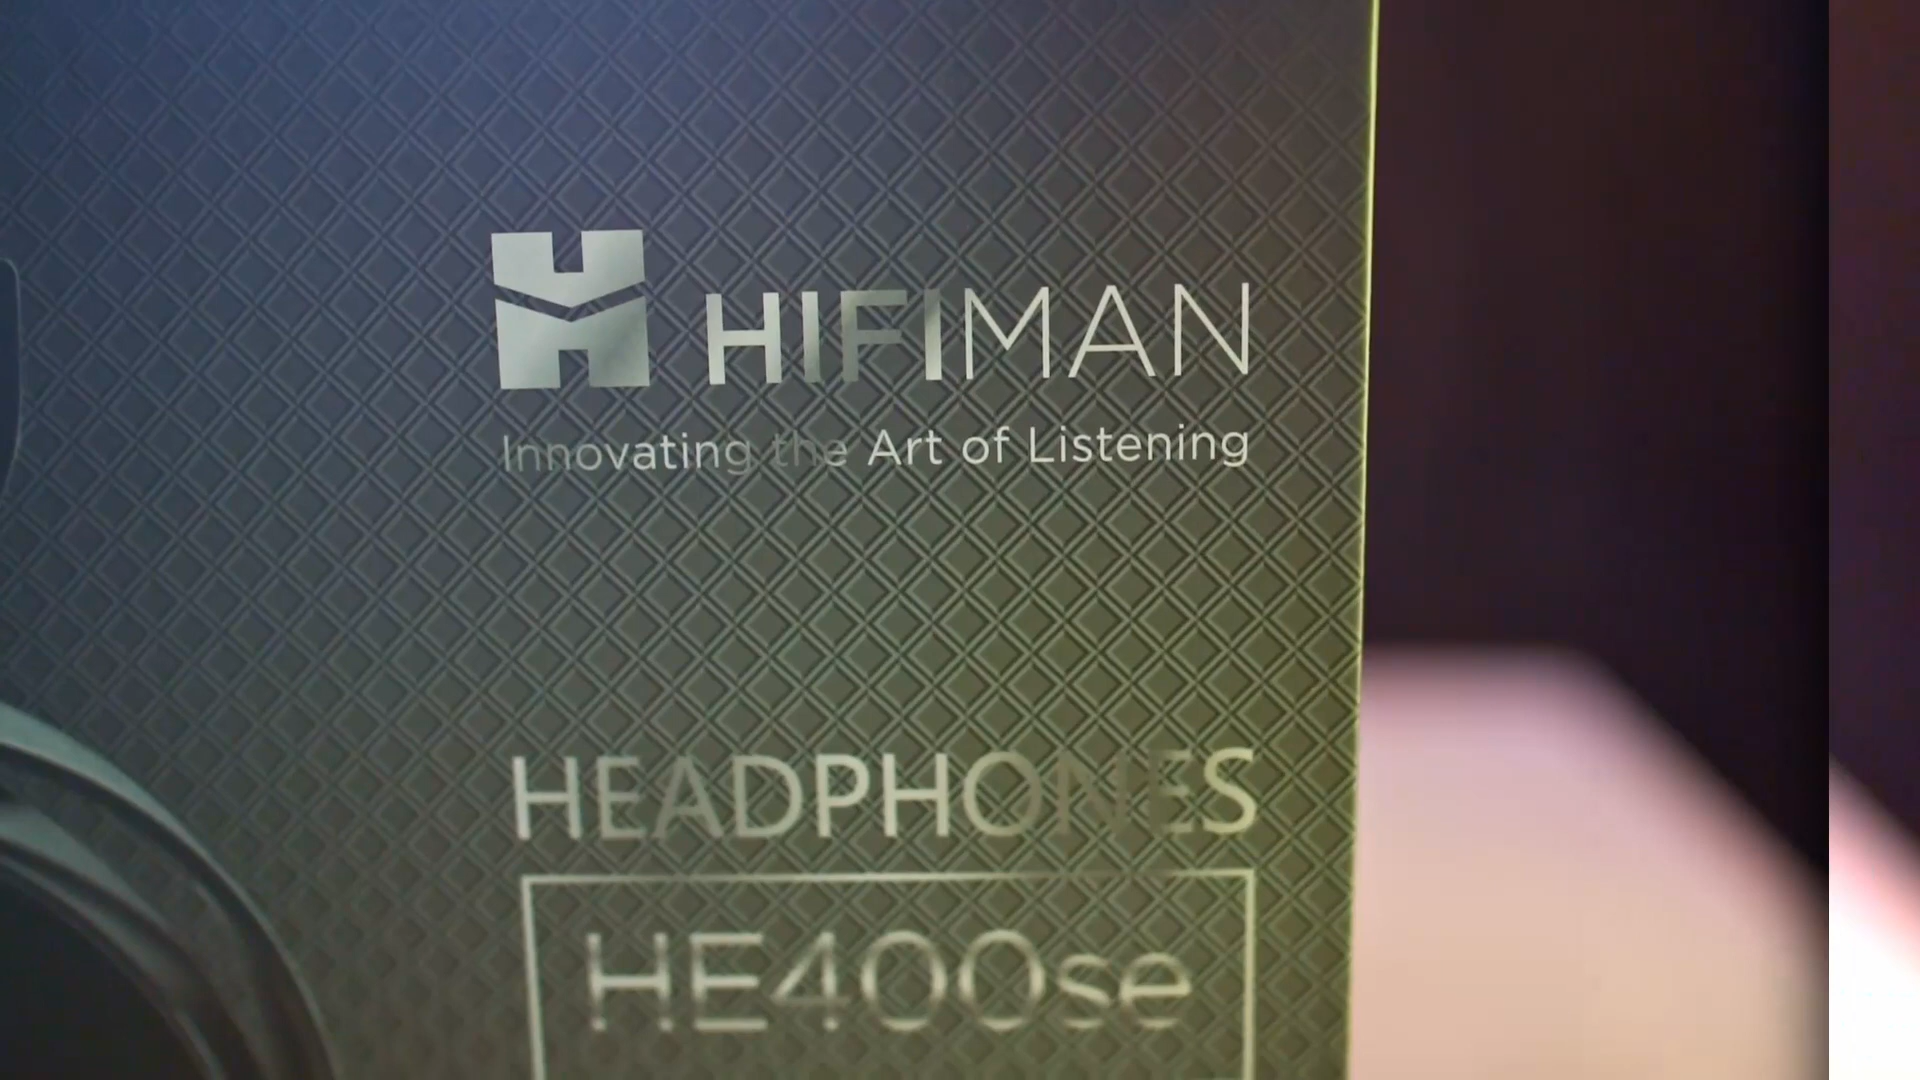 HIFIMAN
Innovating the Art of Listening
HEADPHONES
HE400se